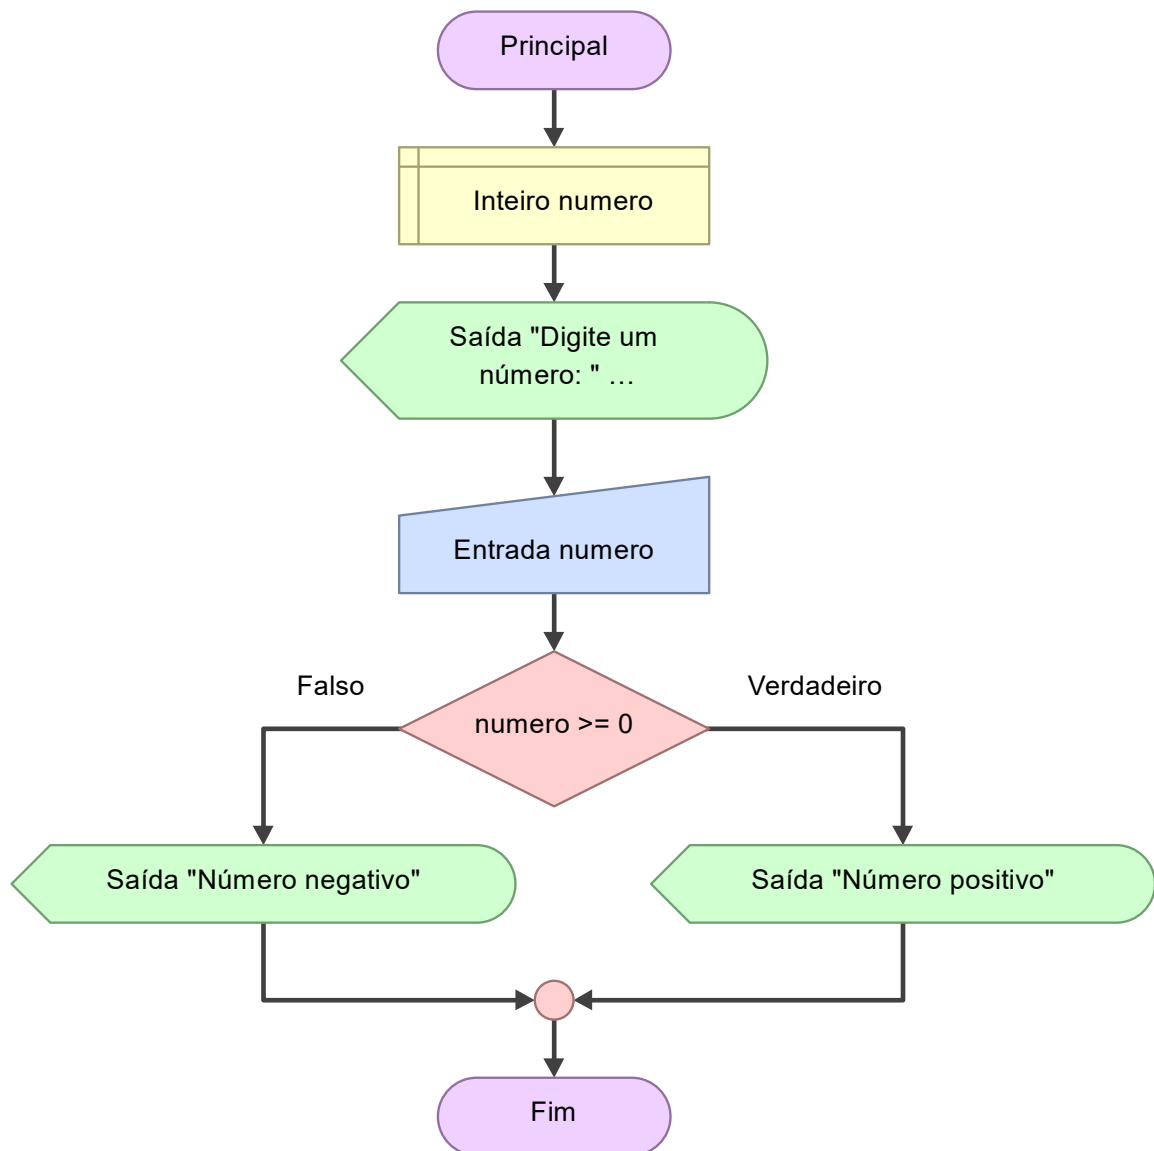 Principal
Inteiro numero
Saída "Digite um
número: " ...
Entrada numero
Falso
Verdadeiro
numero >= 0
Saída "Número negativo"
Saída "Número positivo"
Fim